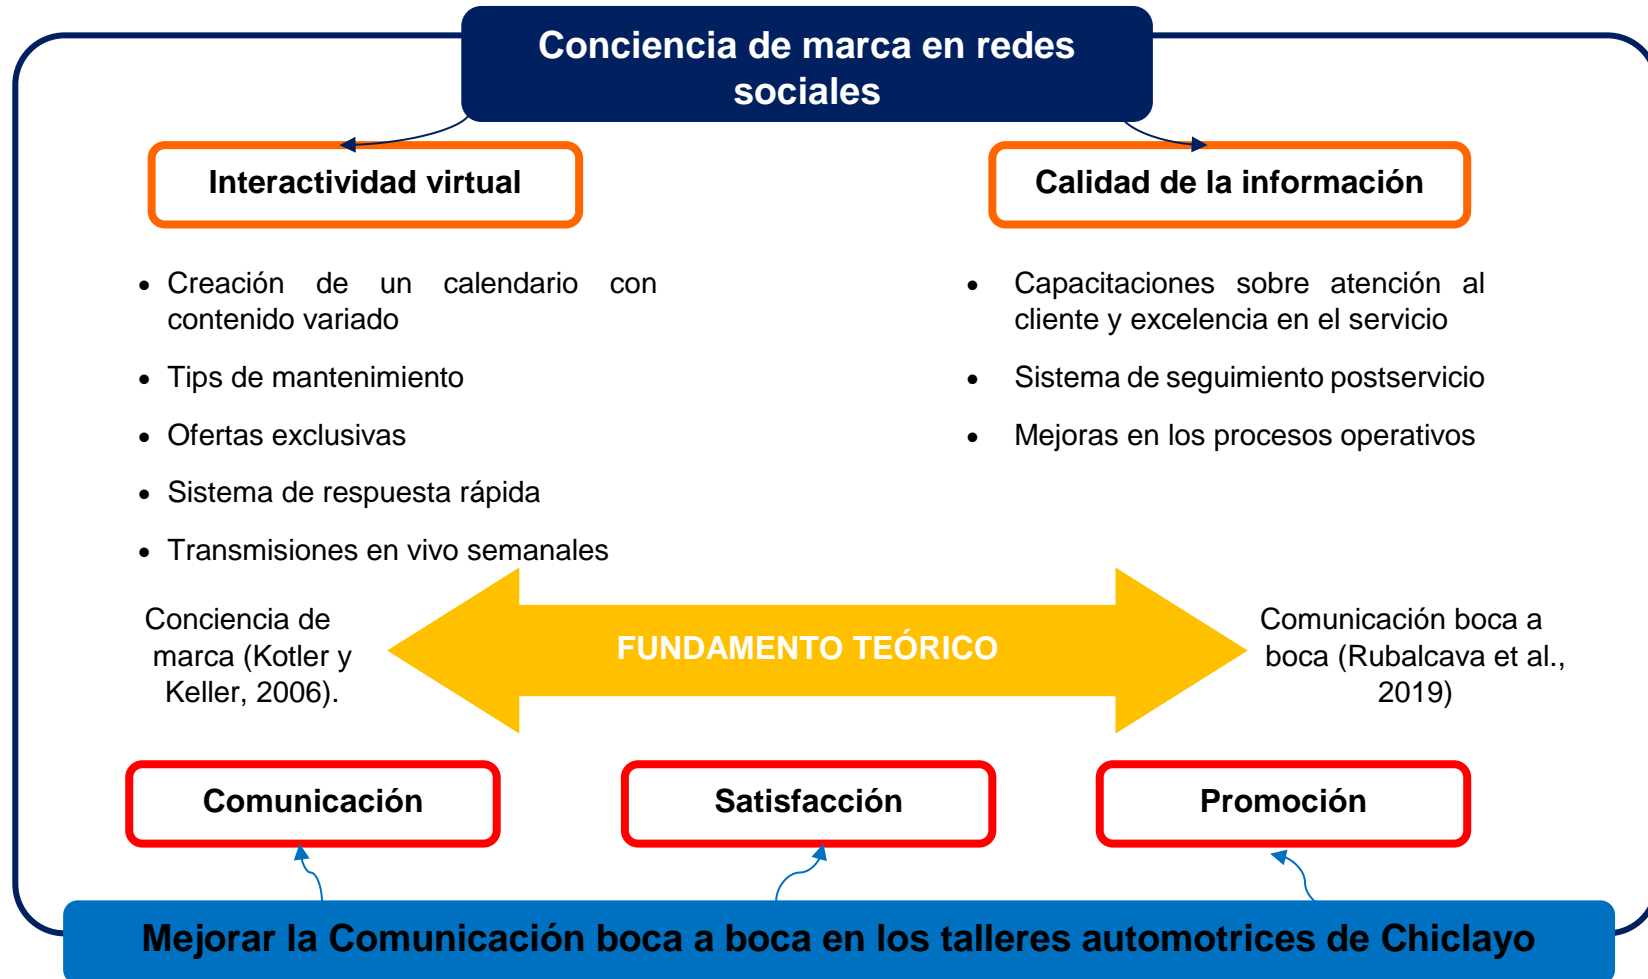 Conciencia de marca en redes
sociales
Interactividad virtual
Calidad de la información
• Creación de un calendario con
contenido variado
• Tips de mantenimiento
• Ofertas exclusivas
• Sistema de respuesta rápida
• Transmisiones en vivo semanales
• Capacitaciones sobre atención al
cliente y excelencia en el servicio
• Sistema de seguimiento postservicio
• Mejoras en los procesos operativos
Conciencia de
marca (Kotler y
Keller, 2006).
FUNDAMENTO TEÓRICO
Comunicación boca a
boca (Rubalcava et al.,
2019)
Comunicación
Satisfacción
Promoción
Mejorar la Comunicación boca a boca en los talleres automotrices de Chiclayo